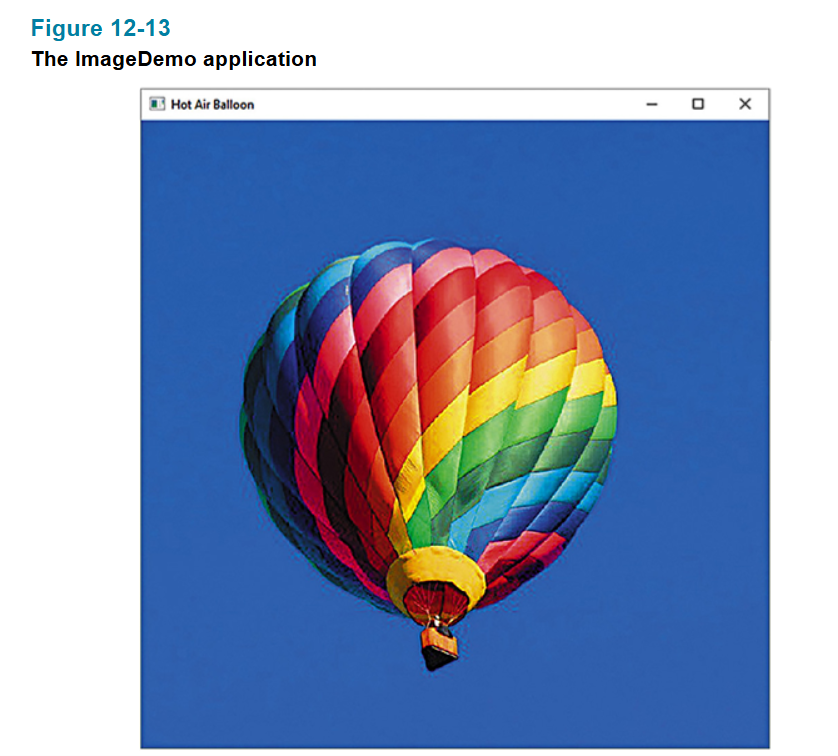 Figure 12-13
The ImageDemo application
Hot Air Balloon